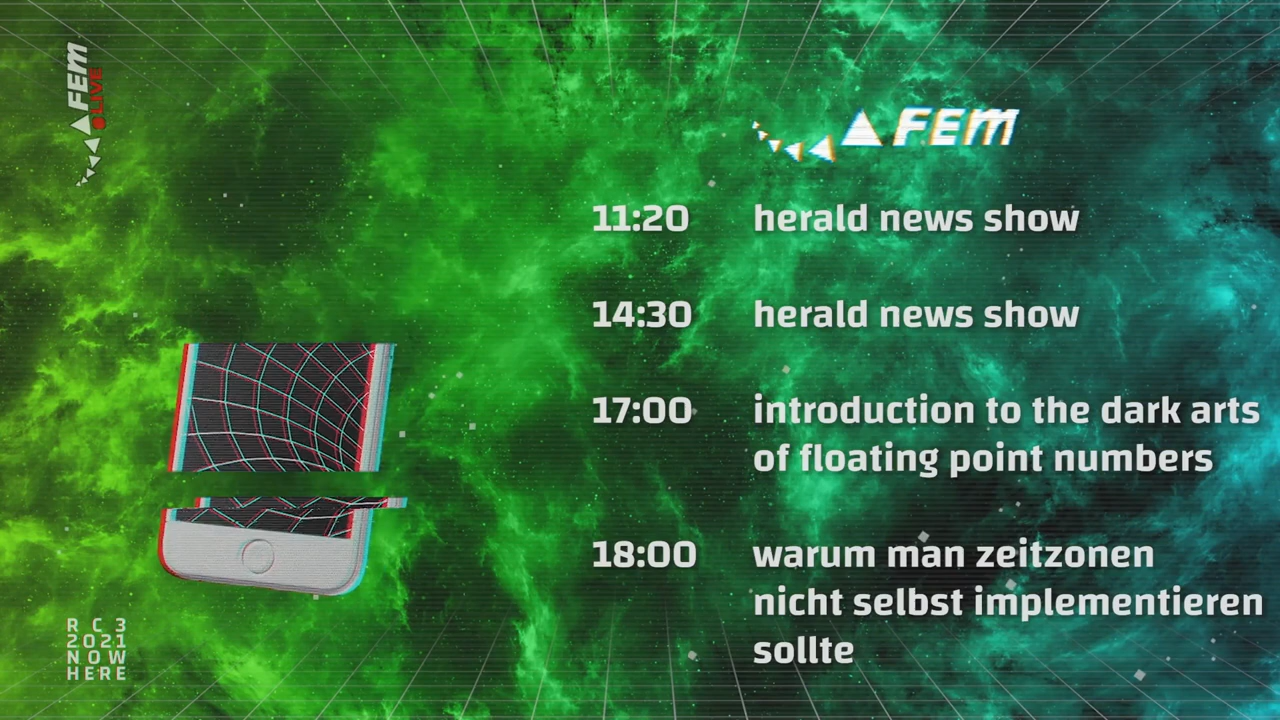 FEM
LIVE
FEM
11:20 herald news show
14:30 herald news show
17:00 introduction to the dark arts
of floating point numbers
18:00 warum man zeitzonen
nicht selbst implementieren
sollte
RC3
2021
NOW
HERE